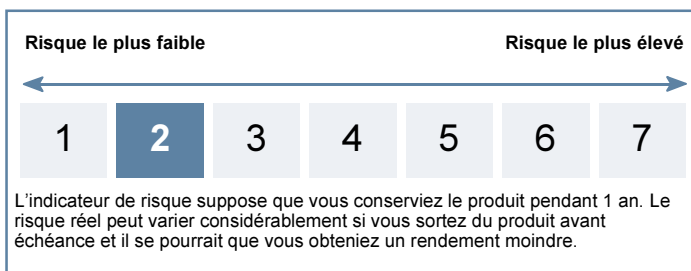 Risque le plus faible Risque le plus élevé
1 2 3 4 5 6 7
L'indicateur de risque suppose que vous conserviez le produit pendant 1 an. Le
risque réel peut varier considérablement si vous sortez du produit avant
échéance et il se pourrait que vous obteniez un rendement moindre.